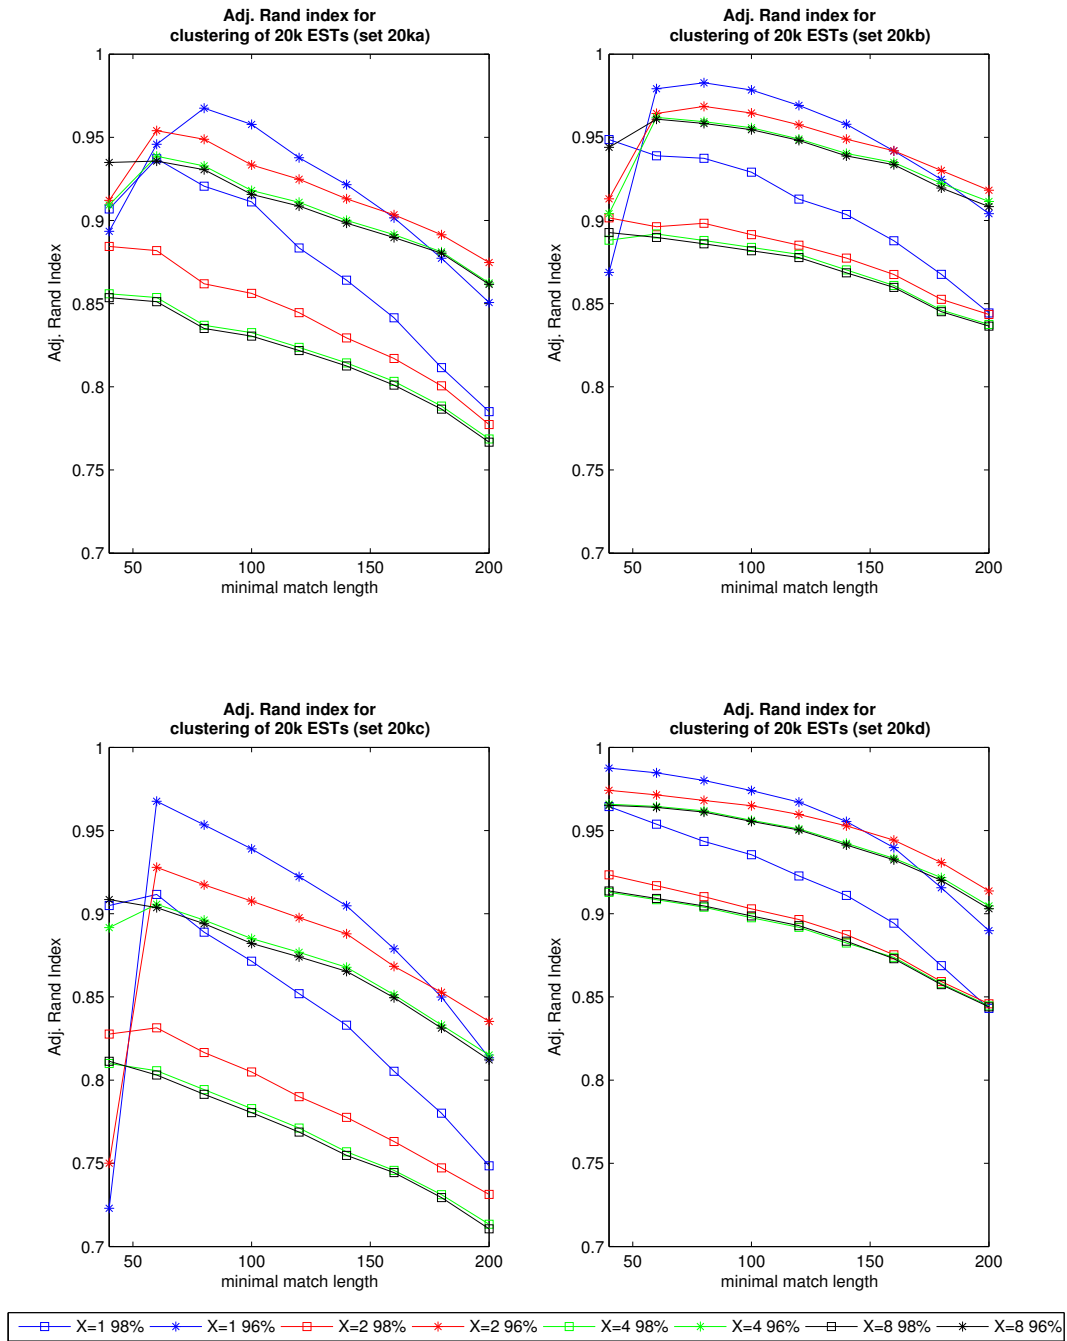 Adj. Rand index for
clustering of 20k ESTs (set 20ka)
1
0.95
0.9
0.85
0.8
0.75
0.7
Adj. Rand Index
50
100
150
200
minimal match length
Adj. Rand index for
clustering of 20k ESTs (set 20kb)
1
0.95
0.9
0.85
0.8
0.75
0.7
Adj. Rand Index
50
100
150
200
minimal match length
Adj. Rand index for
clustering of 20k ESTs (set 20kc)
1
0.95
0.9
0.85
0.8
0.75
0.7
Adj. Rand Index
50
100
150
200
minimal match length
Adj. Rand index for
clustering of 20k ESTs (set 20kd)
1
0.95
0.9
0.85
0.8
0.75
0.7
Adj. Rand Index
50
100
150
200
minimal match length
X=1 98% X=1 96% X=2 98% X=2 96% X=4 98% X=4 96% X=8 98% X=8 96%